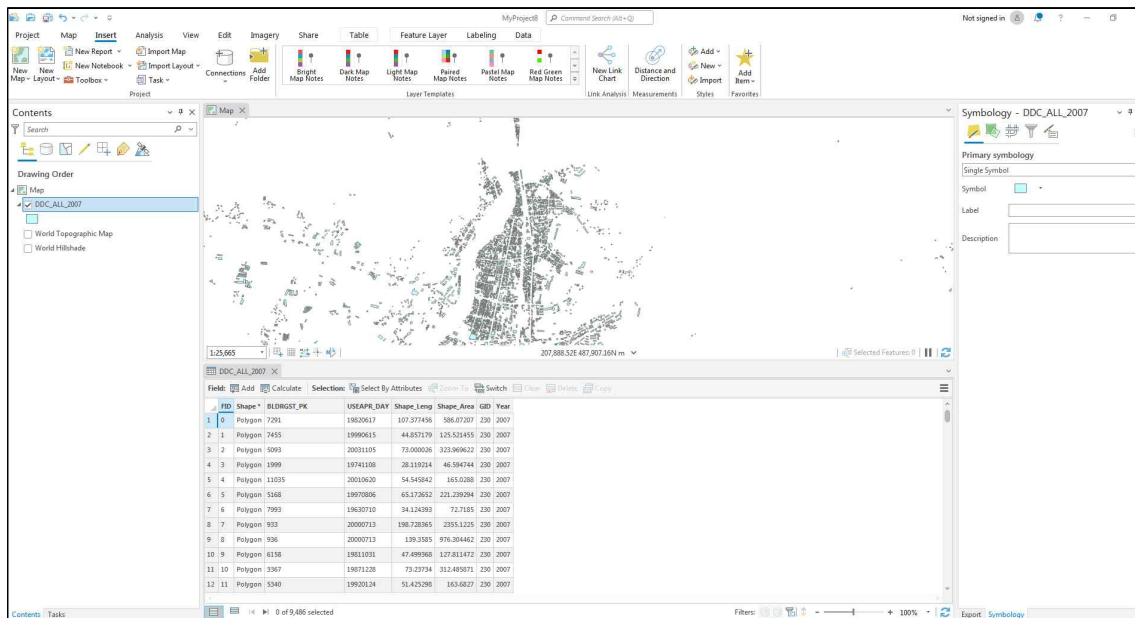 MyProject8 Command Search (Alt+Q) Not signed in
Project Map Insert Analysis View Edit Imagery Share Table Feature Layer Labeling Data
New Map New Layout New Report New Notebook Toolbox Import Map Import Layout Task Connections Add Folder Bright Map Notes Dark Map Notes Light Map Notes Paired Map Notes Pastel Map Notes Red Green Map Notes New Link Chart Distance and Direction Add New Import Add Item
Project Layer Templates Link Analysis Measurements Styles Favorites
Contents
Search
Drawing Order
Map
DDC_ALL_2007
World Topographic Map
World Hillshade
Map
1:25,665 207,888.52E 487,907.16N m Selected Features: 0
DDC_ALL_2007
Field: Add Calculate Selection: Select By Attributes Zoom To Switch Clear Delete Copy
FID Shape * BLDRGST_PK USEAPR_DAY Shape_Leng Shape_Area GID Year
1 0 Polygon 7291 19820617 107.377456 586.07207 230 2007
2 1 Polygon 7455 19990615 44.857179 125.521455 230 2007
3 2 Polygon 5093 20031105 73.000026 323.969622 230 2007
4 3 Polygon 1999 19741108 28.119214 46.594744 230 2007
5 4 Polygon 11035 20010620 54.545842 165.0288 230 2007
6 5 Polygon 5168 19970806 65.172652 221.239294 230 2007
7 6 Polygon 7993 19630710 34.124393 72.7185 230 2007
8 7 Polygon 933 20000713 198.728365 2355.1225 230 2007
9 8 Polygon 936 20000713 139.3585 976.304462 230 2007
10 9 Polygon 6158 19811031 47.499368 127.811472 230 2007
11 10 Polygon 3367 19871228 73.23734 312.485871 230 2007
12 11 Polygon 5340 19920124 51.425298 163.6827 230 2007
0 of 9,486 selected Filters: 100%
Contents Tasks
Symbology - DDC_ALL_2007
Primary symbology
Single Symbol
Symbol
Label
Description
Export Symbology